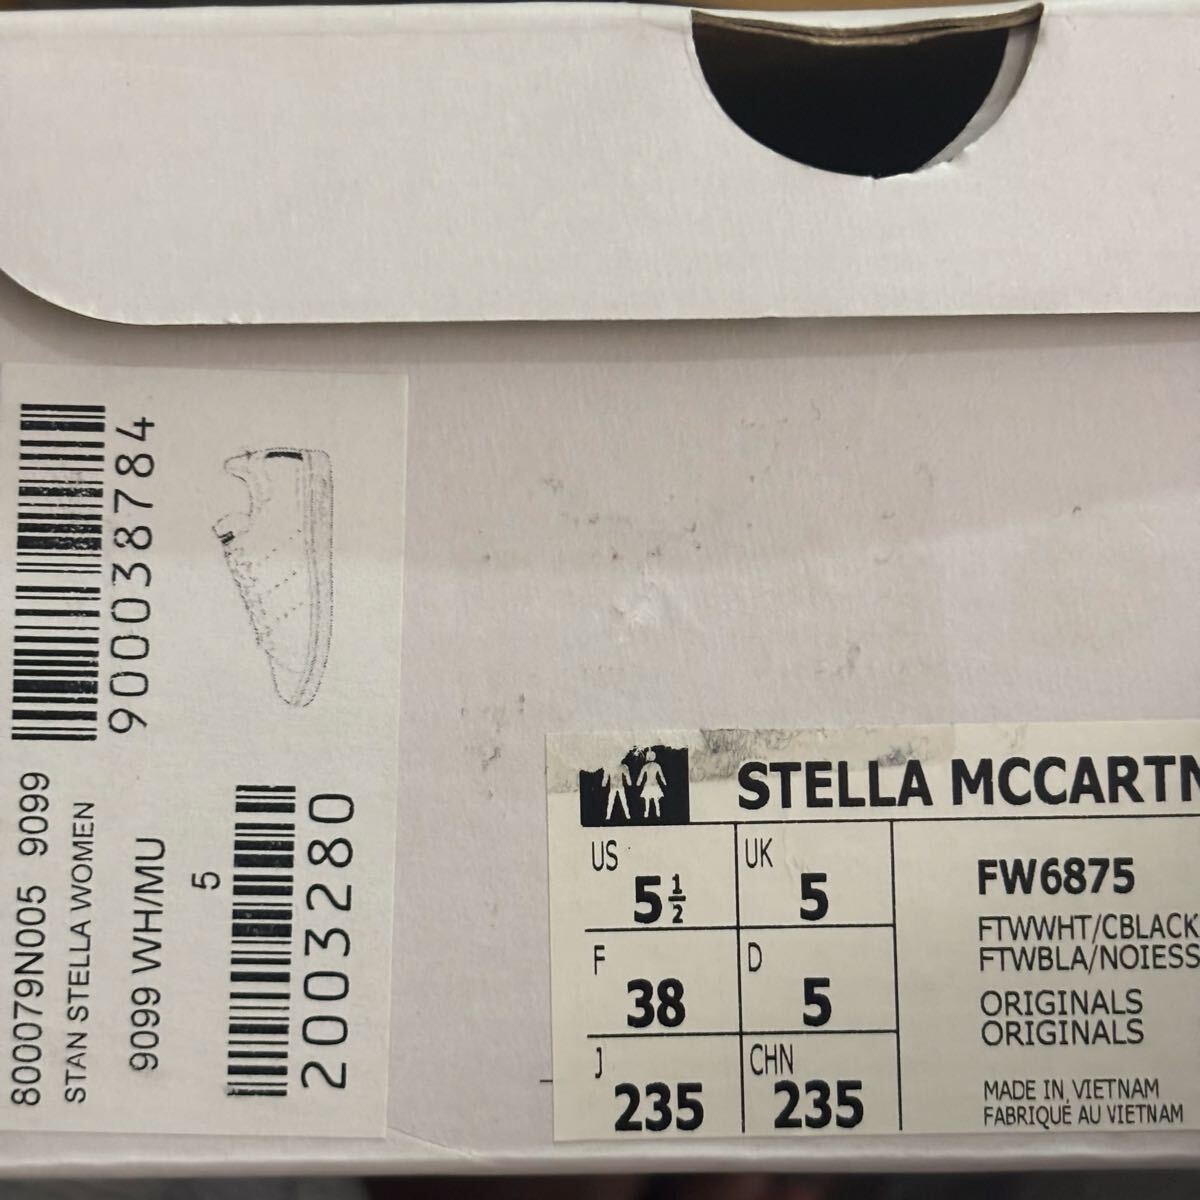 90038784
800079N005 9099
STAN STELLA WOMEN
9099 WH/MU
5
2003280
STELLA MCCARTN
US 5½ UK 5
F 38 D 5
J 235 CHN 235
FW6875
FTWWHT/CBLACK
FTWBLA/NOIESS
ORIGINALS
ORIGINALS
MADE IN VIETNAM
FABRIQUÉ AU VIETNAM